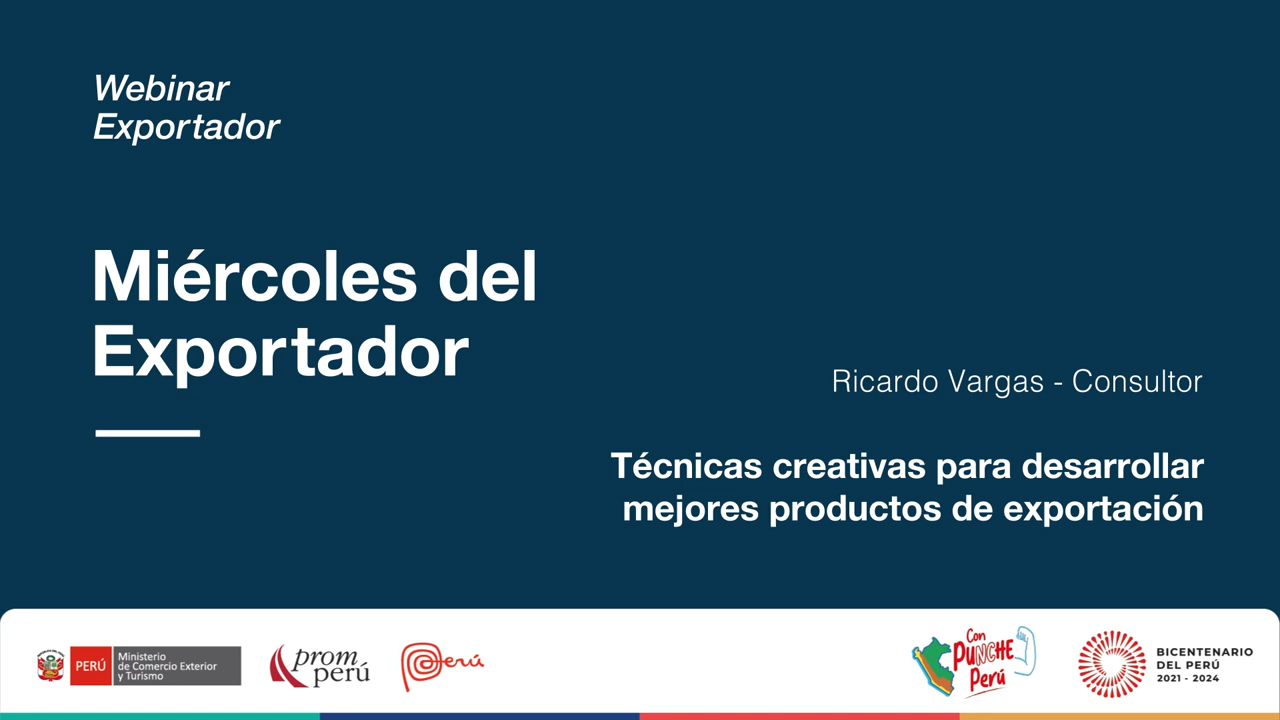 Webinar
Exportador
Miércoles del
Exportador
Ricardo Vargas - Consultor
Técnicas creativas para desarrollar
mejores productos de exportación
PERÚ
Ministerio
de Comercio Exterior
y Turismo
prom
perú
Perú
Con
PUNCHE
Perú
BICENTENARIO
DEL PERÚ
2021 - 2024